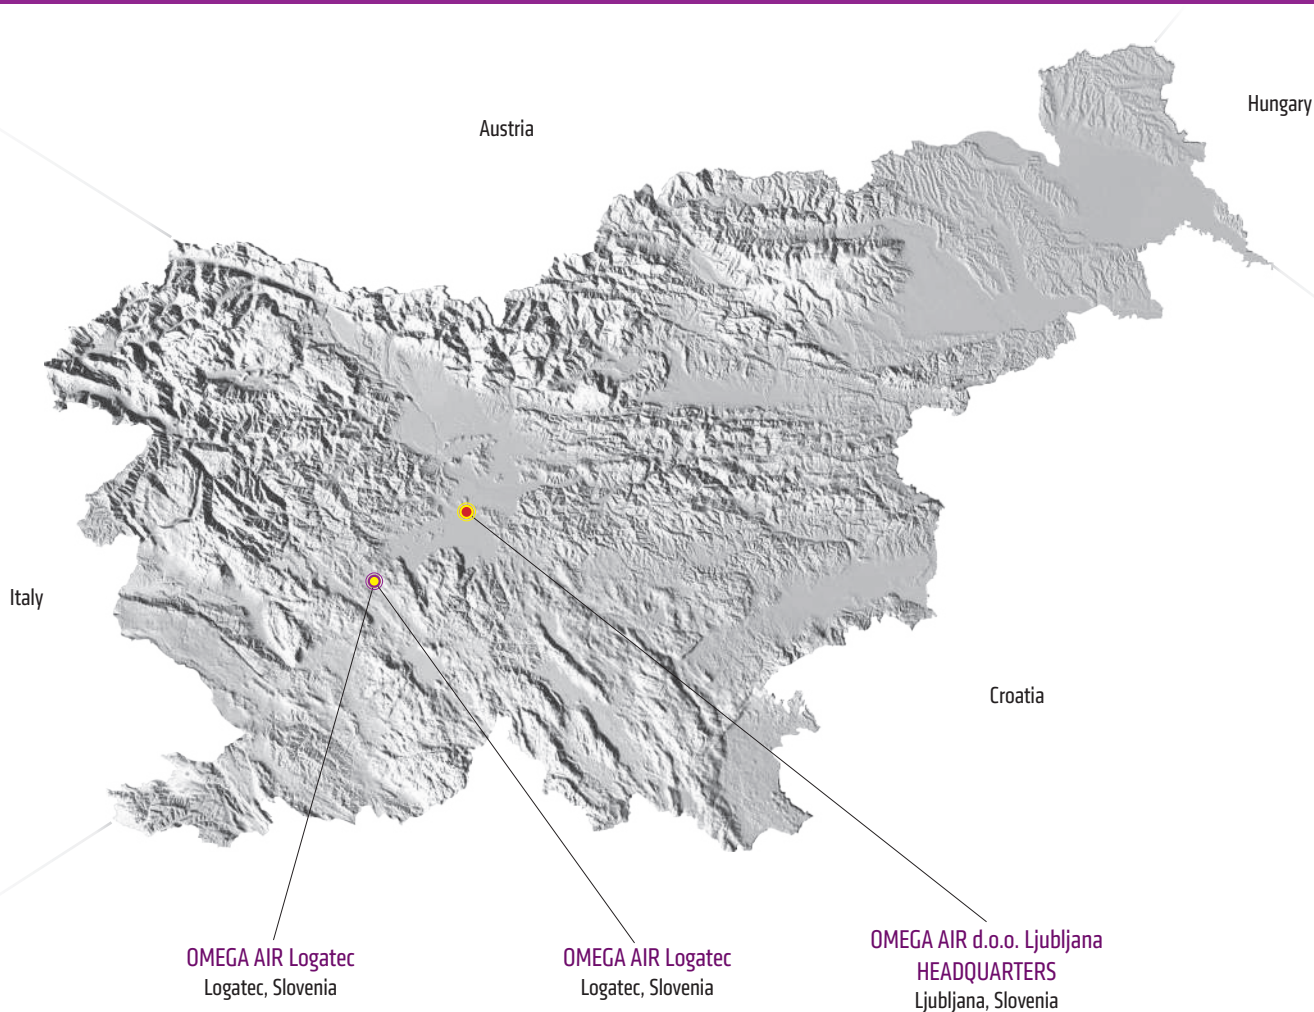 Hungary
Austria
Italy
Croatia
OMEGA AIR Logatec
Logatec, Slovenia
OMEGA AIR Logatec
Logatec, Slovenia
OMEGA AIR d.o.o. Ljubljana
HEADQUARTERS
Ljubljana, Slovenia